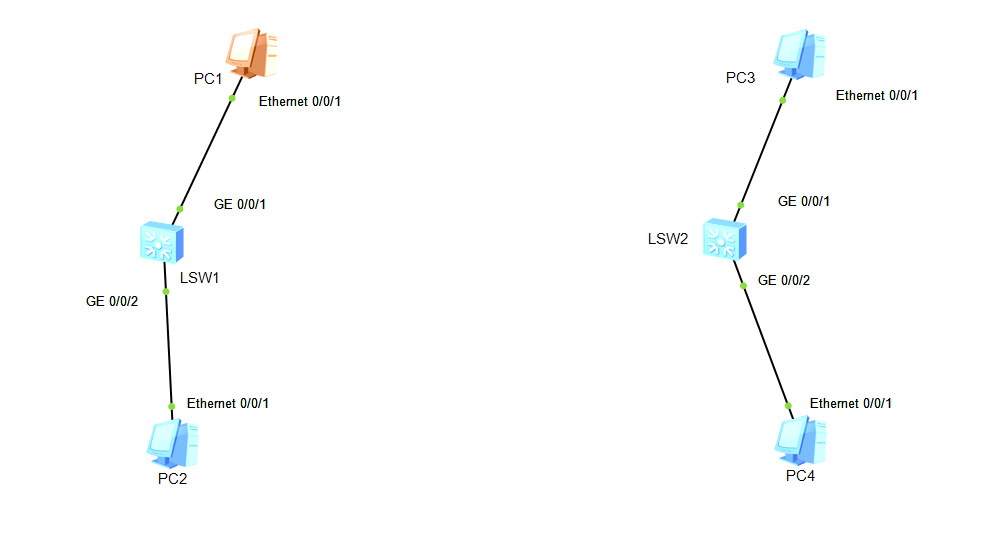 PC1
Ethernet 0/0/1
GE 0/0/1
LSW1
GE 0/0/2
Ethernet 0/0/1
PC2
PC3
Ethernet 0/0/1
GE 0/0/1
LSW2
GE 0/0/2
Ethernet 0/0/1
PC4